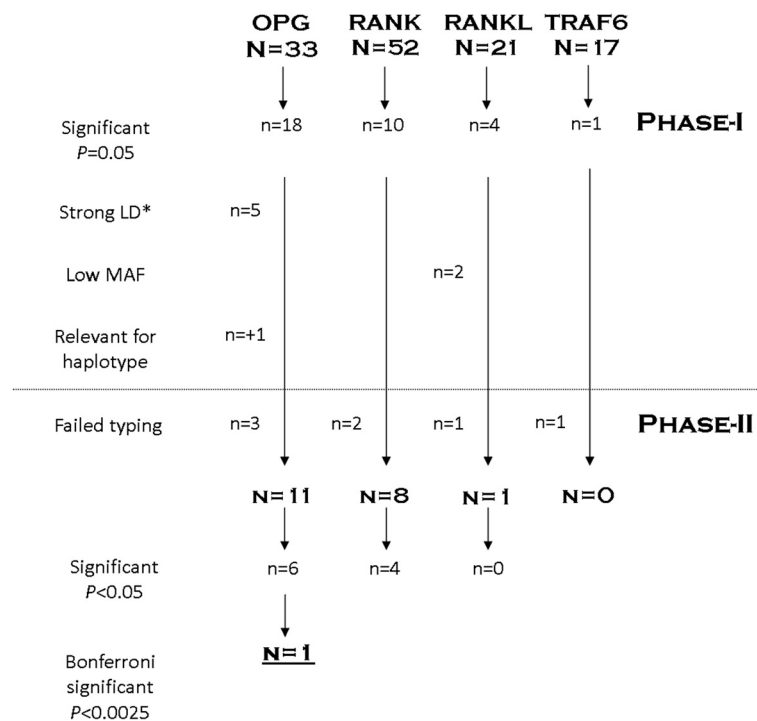 OPG RANK RANKL TRAF6
N=33 N=52 N=21 N=17
Significant n=18 n=10 n=4 n=1 PHASE-I
P=0.05
Strong LD* n=5
Low MAF n=2
Relevant for n=+1
haplotype
Failed typing n=3 n=2 n=1 n=1 PHASE-II
N=11 N=8 N=1 N=0
Significant n=6 n=4 n=0
P<0.05
N=1
Bonferroni
significant
P<0.0025